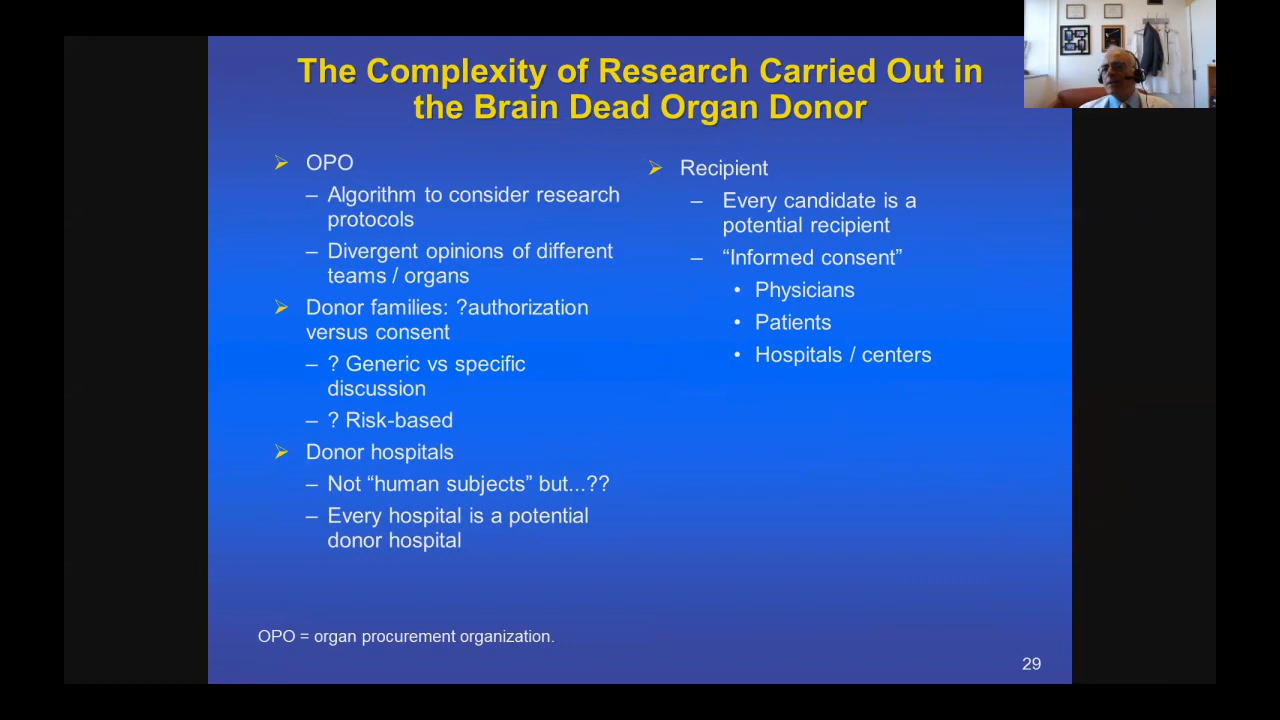 The Complexity of Research Carried Out in
the Brain Dead Organ Donor
➢ OPO
– Algorithm to consider research
protocols
– Divergent opinions of different
teams / organs
➢ Donor families: ?authorization
versus consent
– ? Generic vs specific
discussion
– ? Risk-based
➢ Donor hospitals
– Not “human subjects” but...??
– Every hospital is a potential
donor hospital
➢ Recipient
– Every candidate is a
potential recipient
– “Informed consent”
• Physicians
• Patients
• Hospitals / centers
OPO = organ procurement organization.
29